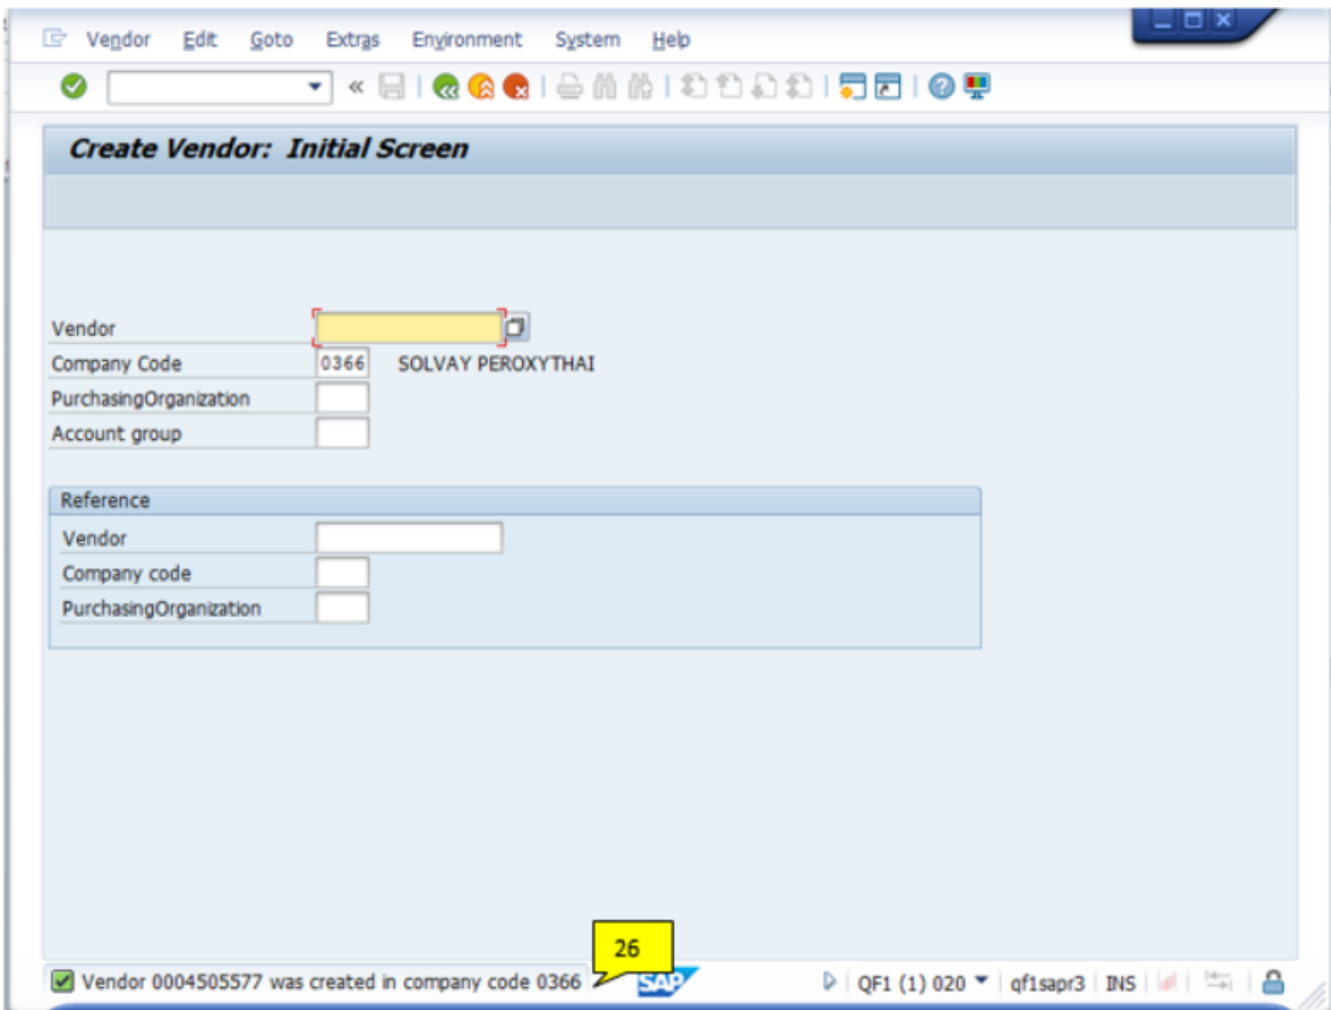 Vendor Edit Goto Extras Environment System Help
Create Vendor: Initial Screen
Vendor
Company Code 0366 SOLVAY PEROXYTHAI
PurchasingOrganization
Account group
Reference
Vendor
Company code
PurchasingOrganization
26
Vendor 0004505577 was created in company code 0366 SAP QF1 (1) 020 qf1sapr3 INS